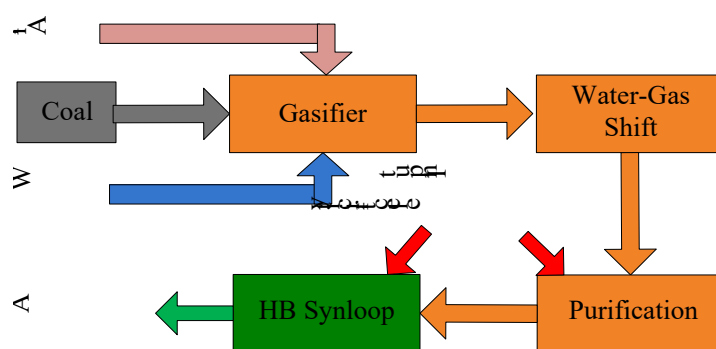 Coal
Gasifier
Water-Gas
Shift
W
A
HB Synloop
Purification